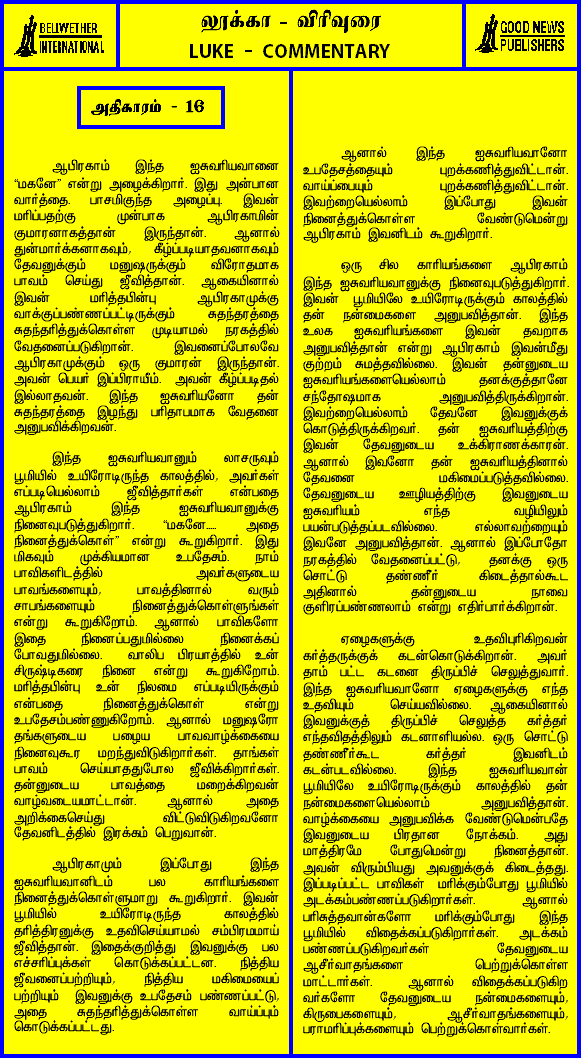 BELLWETHER
INTERNATIONAL
லூக்கா - விரிவுரை
LUKE - COMMENTARY
GOOD NEWS
PUBLISHERS
அதிகாரம் - 16
ஆபிரகாம் இந்த ஐசுவரியவானை
“மகனே” என்று அழைக்கிறார். இது அன்பான
வார்த்தை. பாசமிகுந்த அழைப்பு. இவன்
மரிப்பதற்கு முன்பாக ஆபிரகாமின்
குமாரனாகத்தான் இருந்தான். ஆனால்
துன்மார்க்கனாகவும், கீழ்ப்படியாதவனாகவும்
தேவனுக்கும் மனுஷருக்கும் விரோதமாக
பாவம் செய்து ஜீவித்தான். ஆகையினால்
இவன் மரித்தபின்பு ஆபிரகாமுக்கு
வாக்குப்பண்ணப்பட்டிருக்கும் சுதந்தரத்தை
சுதந்தரித்துக்கொள்ள முடியாமல் நரகத்தில்
வேதனைப்படுகிறான். இவனைப்போலவே
ஆபிரகாமுக்கும் ஒரு குமாரன் இருந்தான்.
அவன் பெயர் இப்பிராயீம். அவன் கீழ்ப்படிதல்
இல்லாதவன். இந்த ஐசுவரியனோ தன்
சுதந்தரத்தை இழந்து பரிதாபமாக வேதனை
அனுபவிக்கிறவன்.
இந்த ஐசுவரியவானும் லாசருவும்
பூமியில் உயிரோடிருந்த காலத்தில், அவர்கள்
எப்படியெல்லாம் ஜீவித்தார்கள் என்பதை
ஆபிரகாம் இந்த ஐசுவரியவானுக்கு
நினைவுபடுத்துகிறார். “மகனே..... அதை
நினைத்துக்கொள்” என்று கூறுகிறார். இது
மிகவும் முக்கியமான உபதேசம். நாம்
பாவிகளிடத்தில் அவர்களுடைய
பாவங்களையும், பாவத்தினால் வரும்
சாபங்களையும் நினைத்துக்கொள்ளுங்கள்
என்று கூறுகிறோம். ஆனால் பாவிகளோ
இதை நினைப்பதுமில்லை நினைக்கப்
போவதுமில்லை. வாலிப பிரயாத்தில் உன்
சிருஷ்டிகரை நினை என்று கூறுகிறோம்.
மரித்தபின்பு உன் நிலமை எப்படியிருக்கும்
என்பதை நினைத்துக்கொள் என்று
உபதேசம்பண்ணுகிறோம். ஆனால் மனுஷரோ
தங்களுடைய பழைய பாவவாழ்க்கையை
நினைவுகூர மறந்துவிடுகிறார்கள். தாங்கள்
பாவம் செய்யாததுபோல ஜீவிக்கிறார்கள்.
தன்னுடைய பாவத்தை மறைக்கிறவன்
வாழ்வடையமாட்டான். ஆனால் அதை
அறிக்கைசெய்து விட்டுவிடுகிறவனோ
தேவனிடத்தில் இரக்கம் பெறுவான்.
ஆபிரகாமும் இப்போது இந்த
ஐசுவரியவானிடம் பல காரியங்களை
நினைத்துக்கொள்ளுமாறு கூறுகிறார். இவன்
பூமியில் உயிரோடிருந்த காலத்தில்
தரித்திரனுக்கு உதவிசெய்யாமல் சம்பிரமமாய்
ஜீவித்தான். இதைக்குறித்து இவனுக்கு பல
எச்சரிப்புக்கள் கொடுக்கப்பட்டன. நித்திய
ஜீவனைப்பற்றியும், நித்திய மகிமையைப்
பற்றியும் இவனுக்கு உபதேசம் பண்ணப்பட்டு,
அதை சுதந்தரித்துக்கொள்ள வாய்ப்பும்
கொடுக்கப்பட்டது.
ஆனால் இந்த ஐசுவரியவானோ
உபதேசத்தையும் புறக்கணித்துவிட்டான்.
வாய்ப்பையும் புறக்கணித்துவிட்டான்.
இவற்றையெல்லாம் இப்போது இவன்
நினைத்துக்கொள்ள வேண்டுமென்று
ஆபிரகாம் இவனிடம் கூறுகிறார்.
ஒரு சில காரியங்களை ஆபிரகாம்
இந்த ஐசுவரியவானுக்கு நினைவுபடுத்துகிறார்.
இவன் பூமியிலே உயிரோடிருக்கும் காலத்தில்
தன் நன்மைகளை அனுபவித்தான். இந்த
உலக ஐசுவரியங்களை இவன் தவறாக
அனுபவித்தான் என்று ஆபிரகாம் இவன்மீது
குற்றம் சுமத்தவில்லை. இவன் தன்னுடைய
ஐசுவரியங்களையெல்லாம் தனக்குத்தானே
சந்தோஷமாக அனுபவித்திருக்கிறான்.
இவற்றையெல்லாம் தேவனே இவனுக்குக்
கொடுத்திருக்கிறவர். தன் ஐசுவரியத்திற்கு
இவன் தேவனுடைய உக்கிராணக்காரன்.
ஆனால் இவனோ தன் ஐசுவரியத்தினால்
தேவனை மகிமைப்படுத்தவில்லை.
தேவனுடைய ஊழியத்திற்கு இவனுடைய
ஐசுவரியம் எந்த வழியிலும்
பயன்படுத்தப்படவில்லை. எல்லாவற்றையும்
இவனே அனுபவித்தான். ஆனால் இப்போதோ
நரகத்தில் வேதனைப்பட்டு, தனக்கு ஒரு
சொட்டு தண்ணீர் கிடைத்தால்கூட
அதினால் தன்னுடைய நாவை
குளிரப்பண்ணலாம் என்று எதிர்பார்க்கிறான்.
ஏழைகளுக்கு உதவிபுரிகிறவன்
கர்த்தருக்குக் கடன்கொடுக்கிறான். அவர்
தாம் பட்ட கடனை திருப்பிச் செலுத்துவார்.
இந்த ஐசுவரியவானோ ஏழைகளுக்கு எந்த
உதவியும் செய்யவில்லை. ஆகையினால்
இவனுக்குத் திருப்பிச் செலுத்த கர்த்தர்
எந்தவிதத்திலும் கடனாளியல்ல. ஒரு சொட்டு
தண்ணீர்கூட கர்த்தர் இவனிடம்
கடன்படவில்லை. இந்த ஐசுவரியவான்
பூமியிலே உயிரோடிருக்கும் காலத்தில் தன்
நன்மைகளையெல்லாம் அனுபவித்தான்.
வாழ்க்கையை அனுபவிக்க வேண்டுமென்பதே
இவனுடைய பிரதான நோக்கம். அது
மாத்திரமே போதுமென்று நினைத்தான்.
அவன் விரும்பியது அவனுக்குக் கிடைத்தது.
இப்படிப்பட்ட பாவிகள் மரிக்கும்போது பூமியில்
அடக்கம்பண்ணப்படுகிறார்கள். ஆனால்
பரிசுத்தவான்களோ மரிக்கும்போது இந்த
பூமியில் விதைக்கப்படுகிறார்கள். அடக்கம்
பண்ணப்படுகிறவர்கள் தேவனுடைய
ஆசீர்வாதங்களை பெற்றுக்கொள்ள
மாட்டார்கள். ஆனால் விதைக்கப்படுகிற
வர்களோ தேவனுடைய நன்மைகளையும்,
கிருபைகளையும், ஆசீர்வாதங்களையும்,
பராமரிப்புக்களையும் பெற்றுக்கொள்வார்கள்.